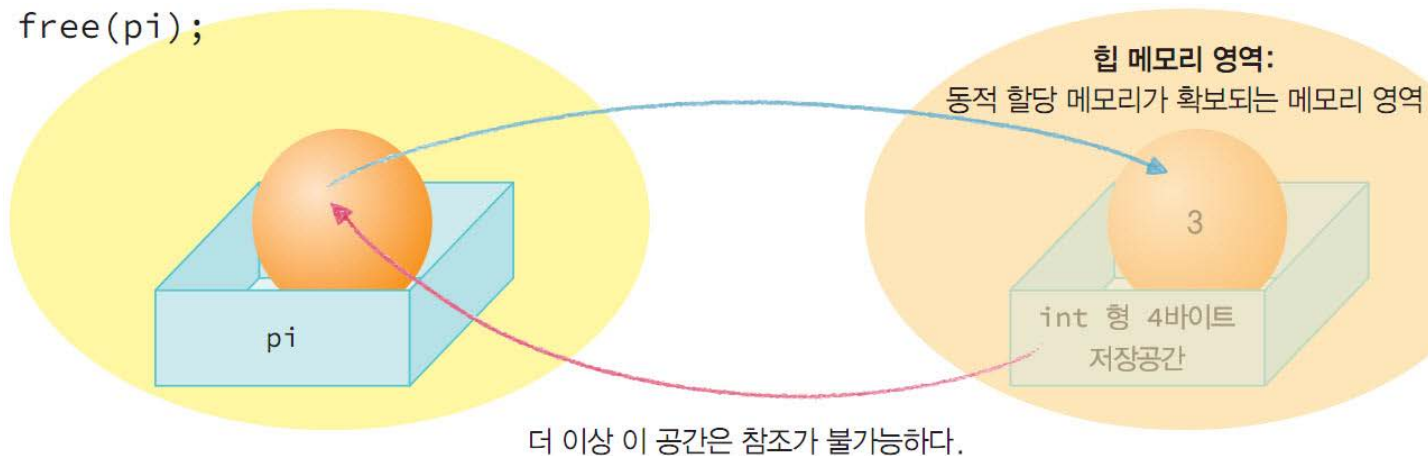 free(pi);
힙 메모리 영역:
동적 할당 메모리가 확보되는 메모리 영역
3
pi
int 형 4바이트
저장공간
더 이상 이 공간은 참조가 불가능하다.